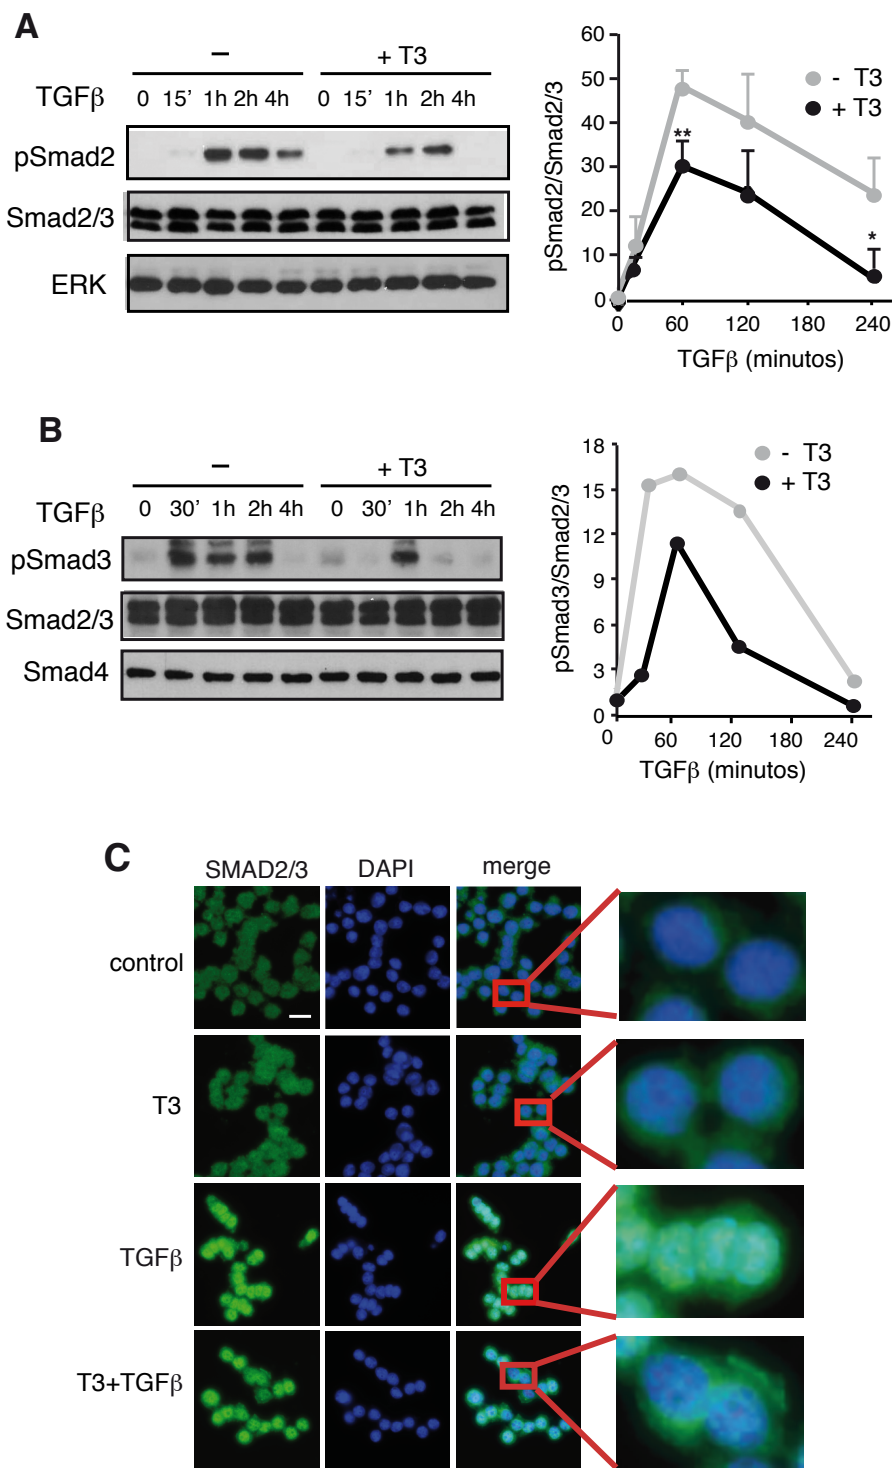 A
– + T3
TGFβ 0 15’ 1h 2h 4h 0 15’ 1h 2h 4h
pSmad2
Smad2/3
ERK
pSmad2/Smad2/3
60
50
40
30
20
10
0
- T3
+ T3
**
*
0 60 120 180 240
TGFβ (minutos)
B
– + T3
TGFβ 0 30’ 1h 2h 4h 0 30’ 1h 2h 4h
pSmad3
Smad2/3
Smad4
pSmad3/Smad2/3
18
15
12
9
6
3
0
- T3
+ T3
0 60 120 180 240
TGFβ (minutos)
C
SMAD2/3 DAPI merge
control
T3
TGFβ
T3+TGFβ